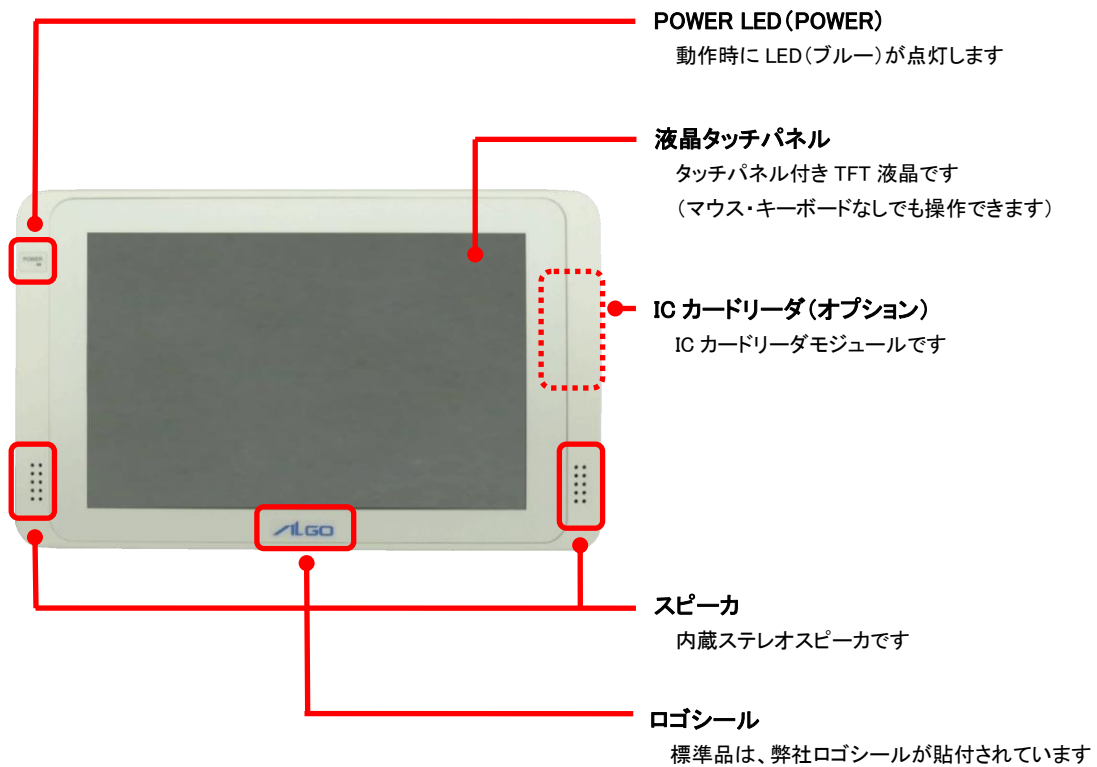 POWER LED(POWER)
動作時に LED(ブルー)が点灯します
液晶タッチパネル
タッチパネル付き TFT 液晶です
(マウス・キーボードなしでも操作できます)
POWER
IC カードリーダ(オプション)
IC カードリーダモジュールです
ALGO
スピーカ
内蔵ステレオスピーカです
ロゴシール
標準品は、弊社ロゴシールが貼付されています